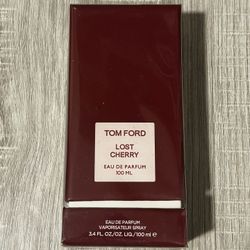 TOM FORD
LOST
CHERRY
EAU DE PARFUM
100 ML
EAU DE PARFUM
VAPORISATEUR SPRAY
3.4 FL. OZ./OZ. LIQ./100 ml ℮